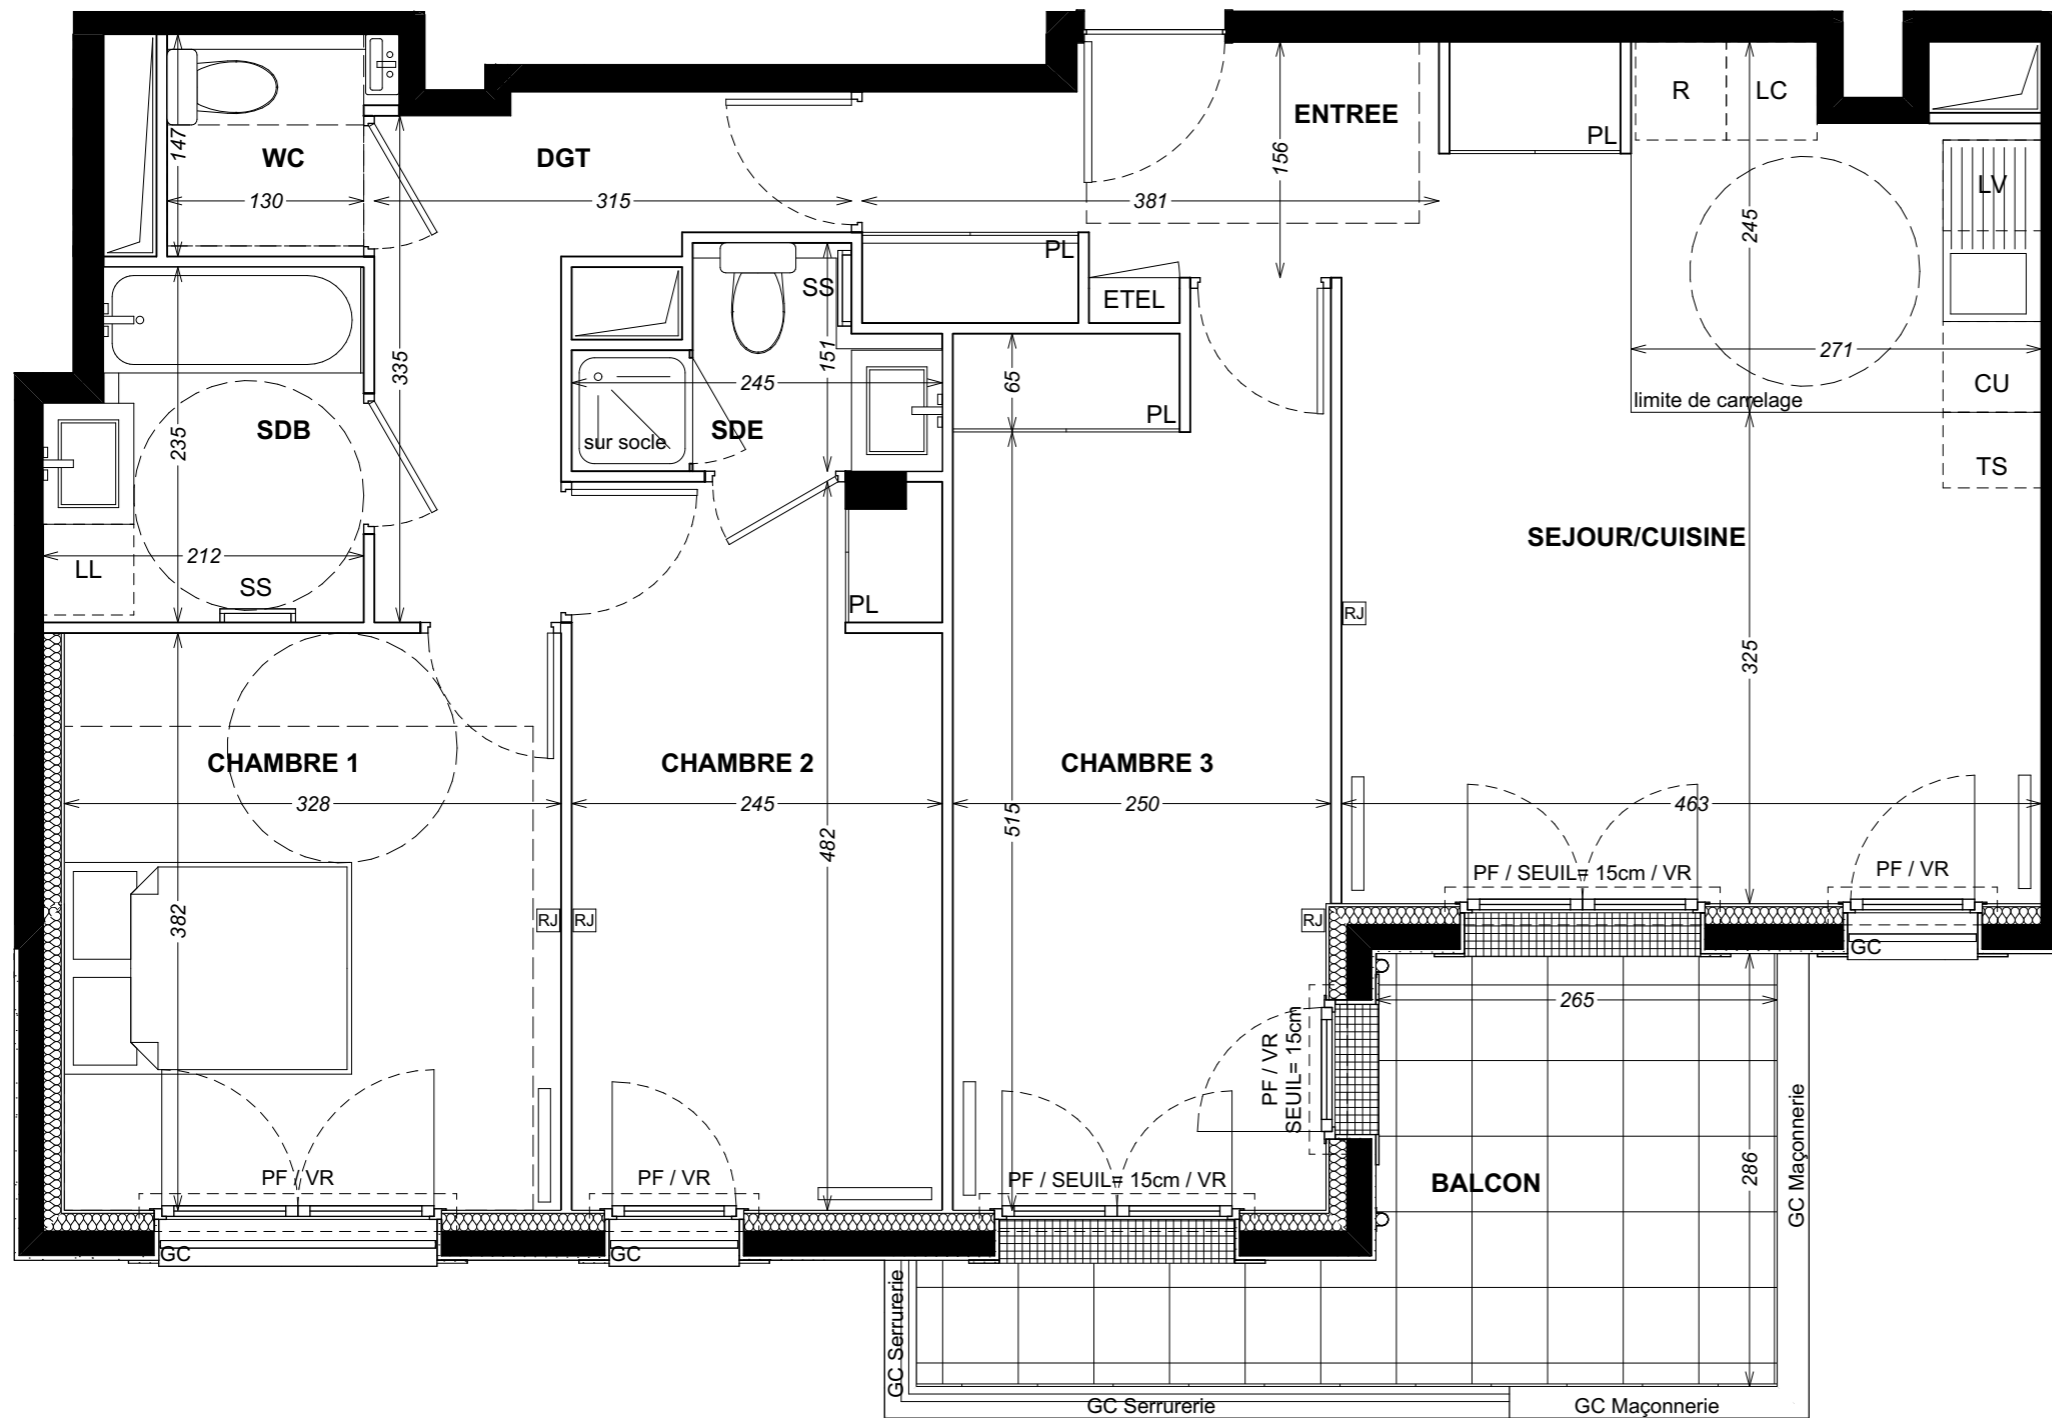 ENTREE
R
LC
PL
147
WC
DGT
156
130
315
381
LV
245
PL
SS
ETEL
335
151
271
65
245
CU
PL
limite de carrelage
235
SDB
sur socle
SDE
TS
SEJOUR/CUISINE
212
LL
SS
PL
RJ
325
CHAMBRE 1
CHAMBRE 2
CHAMBRE 3
328
245
250
463
515
482
PF / SEUIL= 15cm / VR
PF / VR
382
RJ
RJ
RJ
GC
265
PF / VR
SEUIL= 15cm
GC Maçonnerie
PF / VR
PF / VR
PF / SEUIL= 15cm / VR
BALCON
286
GC
GC
GC Serrurerie
GC Serrurerie
GC Maçonnerie